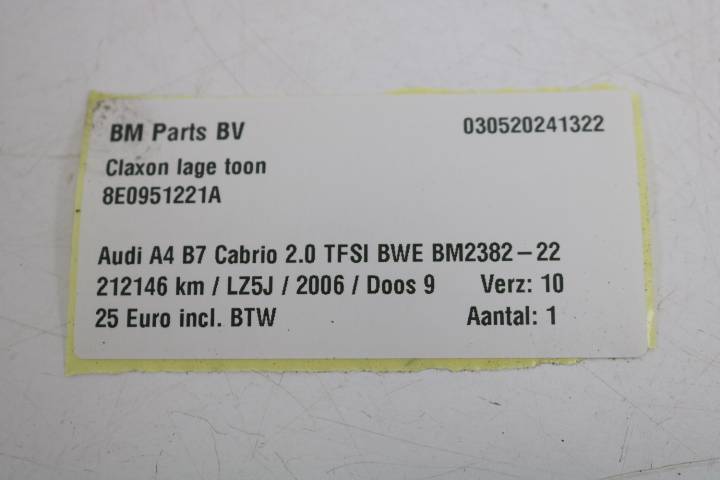 BM Parts BV 030520241322
Claxon lage toon
8E0951221A
Audi A4 B7 Cabrio 2.0 TFSI BWE BM2382-22
212146 km / LZ5J / 2006 / Doos 9 Verz: 10
25 Euro incl. BTW Aantal: 1